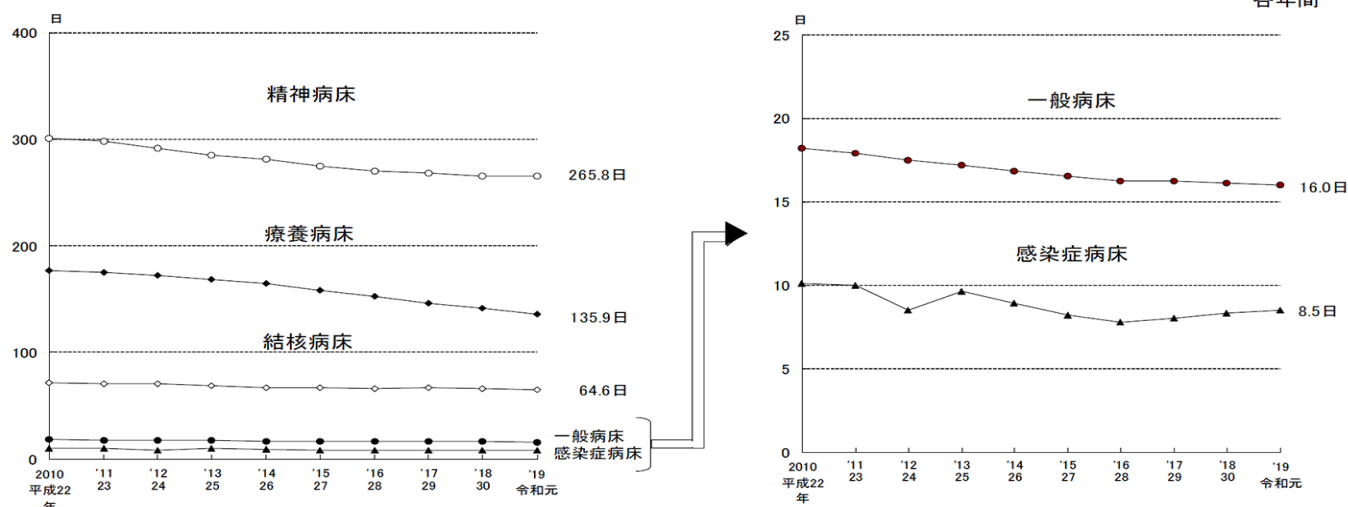 各年間
日
400
300
200
100
0
精神病床
265.8日
療養病床
135.9日
結核病床
64.6日
一般病床
感染症病床
2010 '11 '12 '13 '14 '15 '16 '17 '18 '19
平成22 23 24 25 26 27 28 29 30 令和元
年
日
25
20
15
10
5
0
一般病床
16.0日
感染症病床
8.5日
2010 '11 '12 '13 '14 '15 '16 '17 '18 '19
平成22 23 24 25 26 27 28 29 30 令和元
年